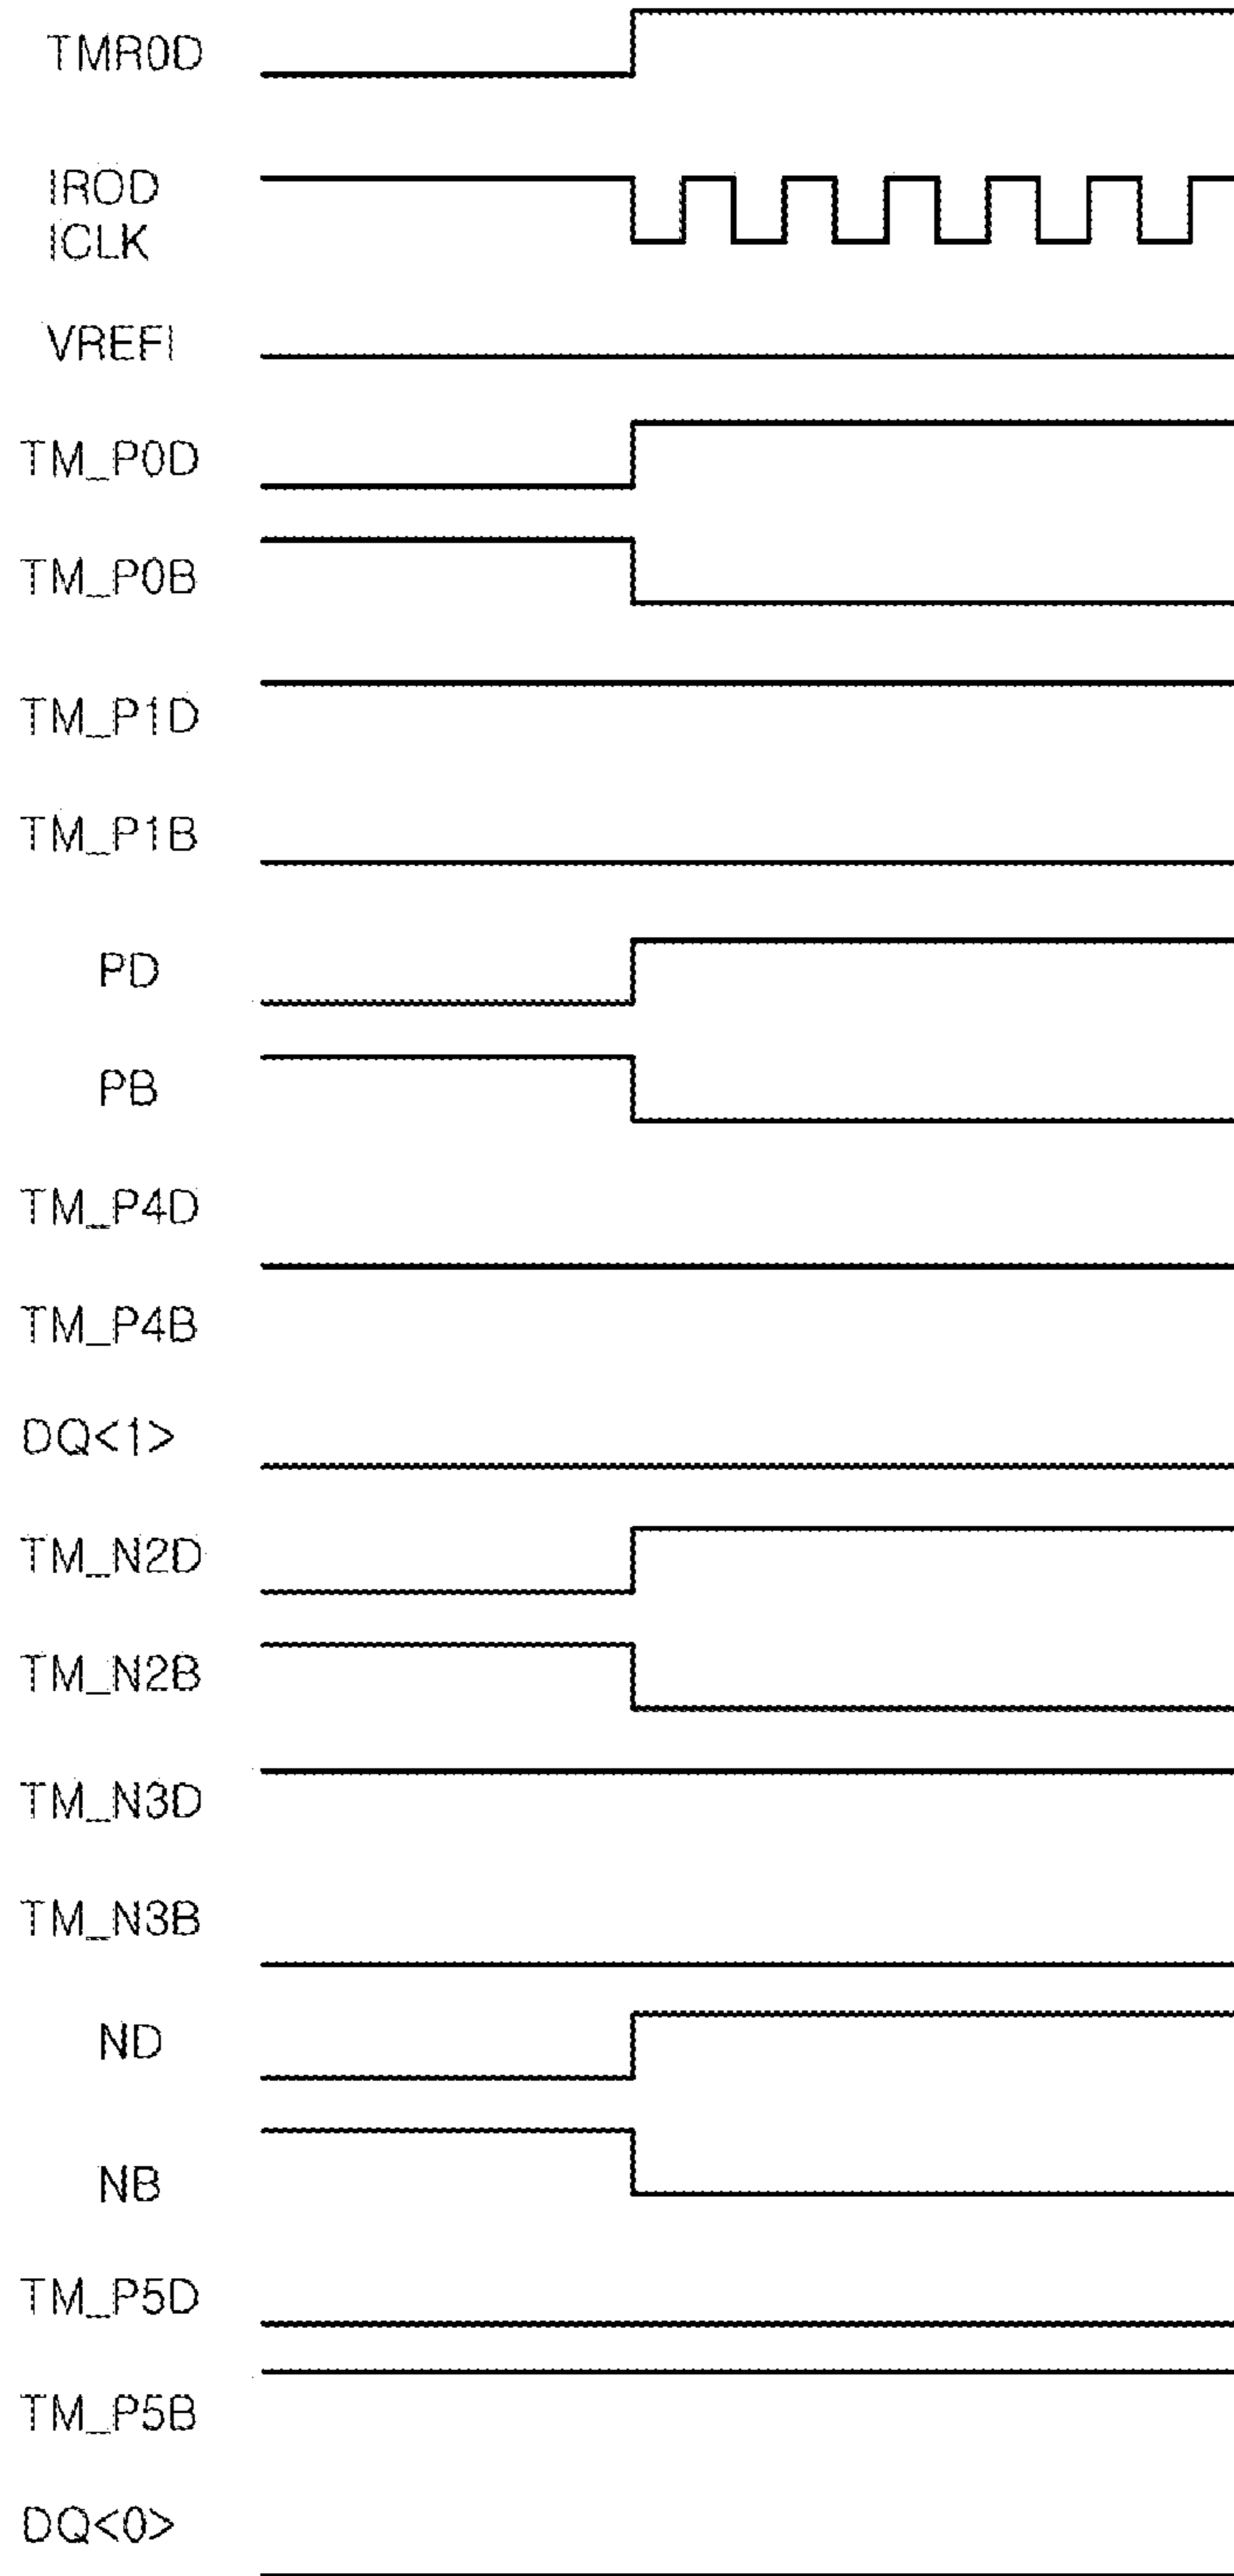 TMR0D
IROD
ICLK
VREFI
TM_P0D
TM_P0B
TM_P1D
TM_P1B
PD
PB
TM_P4D
TM_P4B
DQ<1>
TM_N2D
TM_N2B
TM_N3D
TM_N3B
ND
NB
TM_P5D
TM_P5B
DQ<0>